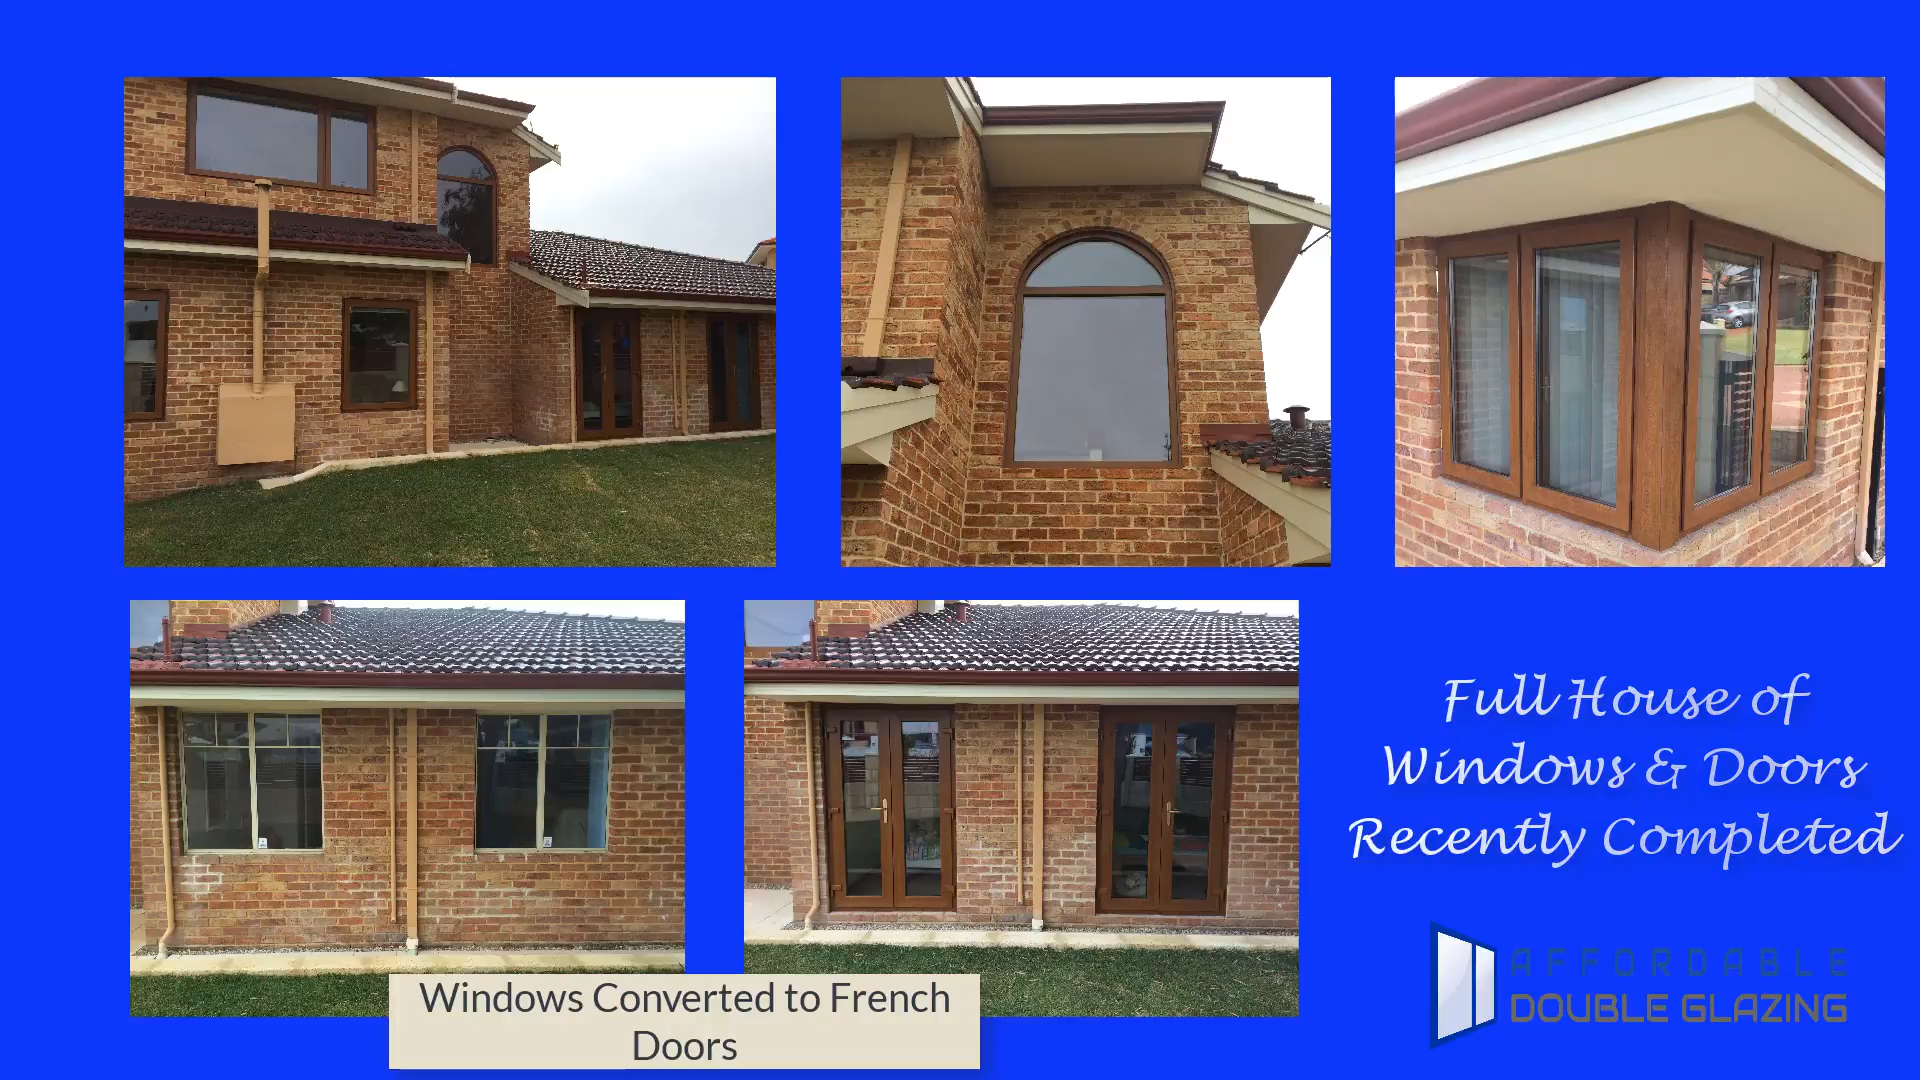 Full House of
Windows & Doors
Recently Completed
AFFORDABLE
DOUBLE GLAZING
Windows Converted to French
Doors